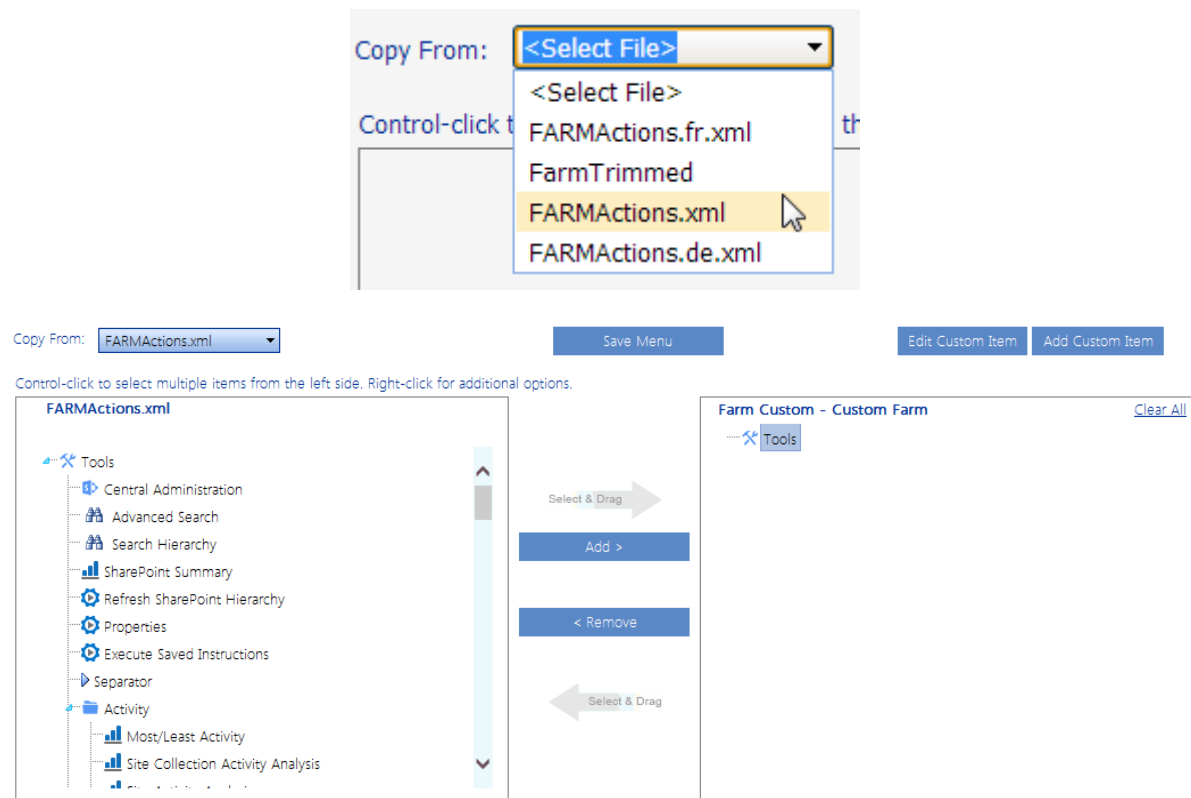 Copy From: <Select File>
<Select File>
Control-click t
th
FARMActions.fr.xml
FarmTrimmed
FARMActions.xml
FARMActions.de.xml
Copy From: FARMActions.xml Save Menu Edit Custom Item Add Custom Item
Control-click to select multiple items from the left side. Right-click for additional options.
FARMActions.xml
Tools
Central Administration
Advanced Search
Search Hierarchy
SharePoint Summary
Refresh SharePoint Hierarchy
Properties
Execute Saved Instructions
Separator
Activity
Most/Least Activity
Site Collection Activity Analysis
Select & Drag
Add >
< Remove
Select & Drag
Farm Custom - Custom Farm Clear All
Tools